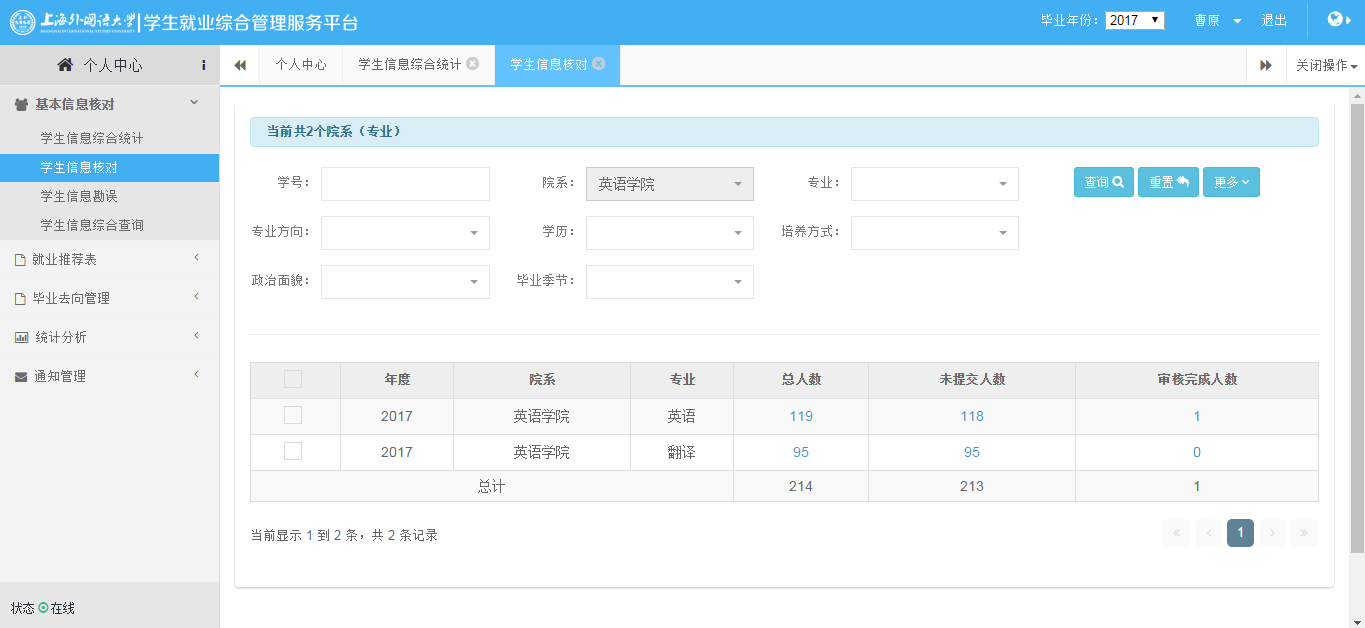 上海外国语大学 学生就业综合管理服务平台
SHANGHAI INTERNATIONAL STUDIES UNIVERSITY
毕业年份： 2017 曹原 退出
个人中心
个人中心 学生信息综合统计 学生信息核对 关闭操作
基本信息核对
学生信息综合统计
学生信息核对
学生信息勘误
学生信息综合查询
就业推荐表
毕业去向管理
统计分析
通知管理
状态 在线
当前共2个院系（专业）
学号： 院系： 英语学院 专业： 查询 重置 更多
专业方向： 学历： 培养方式：
政治面貌： 毕业季节：
年度 院系 专业 总人数 未提交人数 审核完成人数
2017 英语学院 英语 119 118 1
2017 英语学院 翻译 95 95 0
总计 214 213 1
当前显示 1 到 2 条，共 2 条记录
« ‹ 1 › »